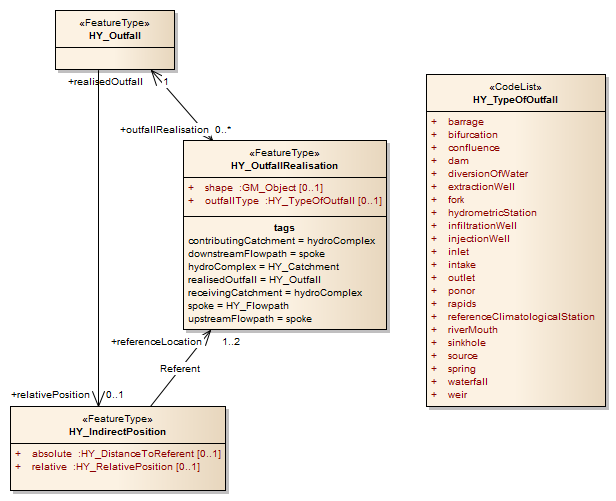 «FeatureType»
HY_Outfall
+realisedOutfall 1
+outfallRealisation 0..*
«FeatureType»
HY_OutfallRealisation
+ shape :GM_Object [0..1]
+ outfallType :HY_TypeOfOutfall [0..1]
tags
contributingCatchment = hydroComplex
downstreamFlowpath = spoke
hydroComplex = HY_Catchment
realisedOutfall = HY_Outfall
receivingCatchment = hydroComplex
spoke = HY_Flowpath
upstreamFlowpath = spoke
+referenceLocation 1..2
Referent
+relativePosition 0..1
«FeatureType»
HY_IndirectPosition
+ absolute :HY_DistanceToReferent [0..1]
+ relative :HY_RelativePosition [0..1]
«CodeList»
HY_TypeOfOutfall
+ barrage
+ bifurcation
+ confluence
+ dam
+ diversionOfWater
+ extractionWell
+ fork
+ hydrometricStation
+ infiltrationWell
+ injectionWell
+ inlet
+ intake
+ outlet
+ ponor
+ rapids
+ referenceClimatologicalStation
+ riverMouth
+ sinkhole
+ source
+ spring
+ waterfall
+ weir